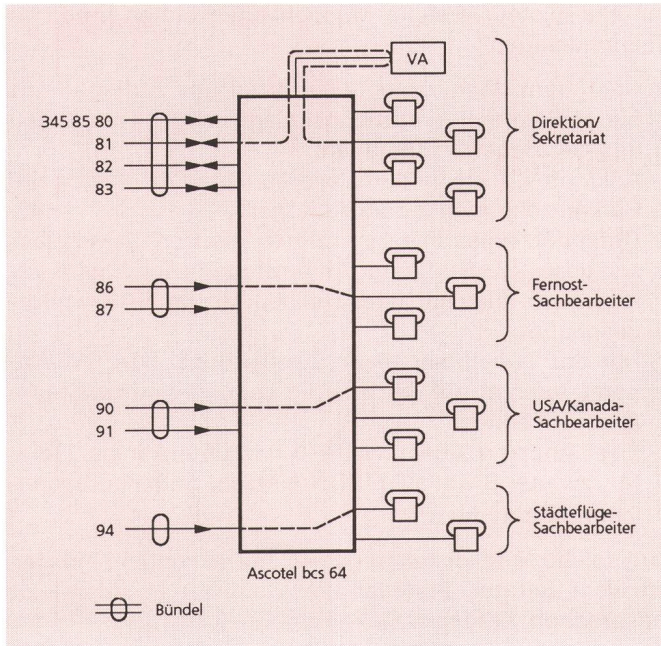 VA
345 85 80
81
82
83
Direktion/
Sekretariat
86
87
Fernost-
Sachbearbeiter
90
91
USA/Kanada-
Sachbearbeiter
94
Städteflüge-
Sachbearbeiter
Ascotel bcs 64
Bündel